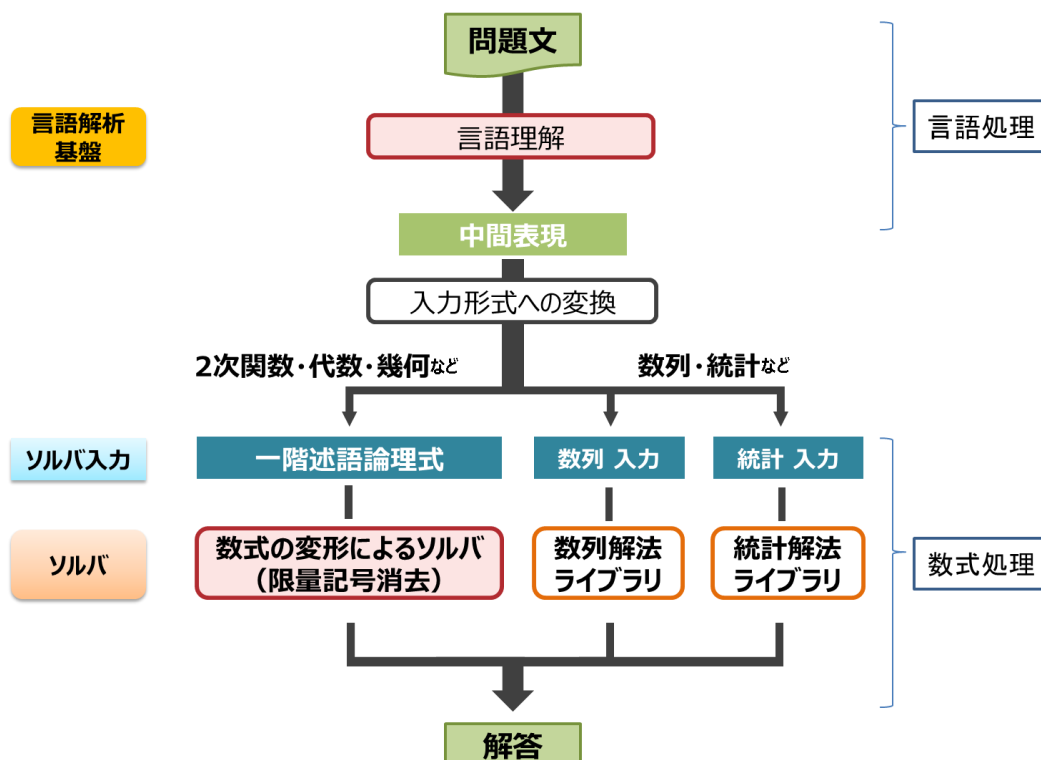 問題文
言語解析
基盤
言語理解
言語処理
中間表現
入力形式への変換
2次関数・代数・幾何など
数列・統計など
ソルバ入力
一階述語論理式
数列 入力
統計 入力
ソルバ
数式の変形によるソルバ
（限量記号消去）
数列解法
ライブラリ
統計解法
ライブラリ
数式処理
解答